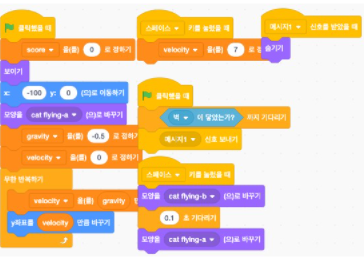 클릭했을 때
score 을(를) 0 로 정하기
보이기
x: -100 y: 0 (으)로 이동하기
모양을 cat flying-a (으)로 바꾸기
gravity 을(를) -0.5 로 정하기
velocity 을(를) 0 로 정하기
무한 반복하기
velocity 을(를) gravity
y좌표를 velocity 만큼 바꾸기
스페이스 키를 눌렀을 때
velocity 을(를) 7 로
클릭했을 때
벽 에 닿았는가? 까지 기다리기
메시지1 신호 보내기
스페이스 키를 눌렀을 때
모양을 cat flying-b (으)로 바꾸기
0.1 초 기다리기
모양을 cat flying-a (으)로 바꾸기
메시지1 신호를 받았을 때
숨기기